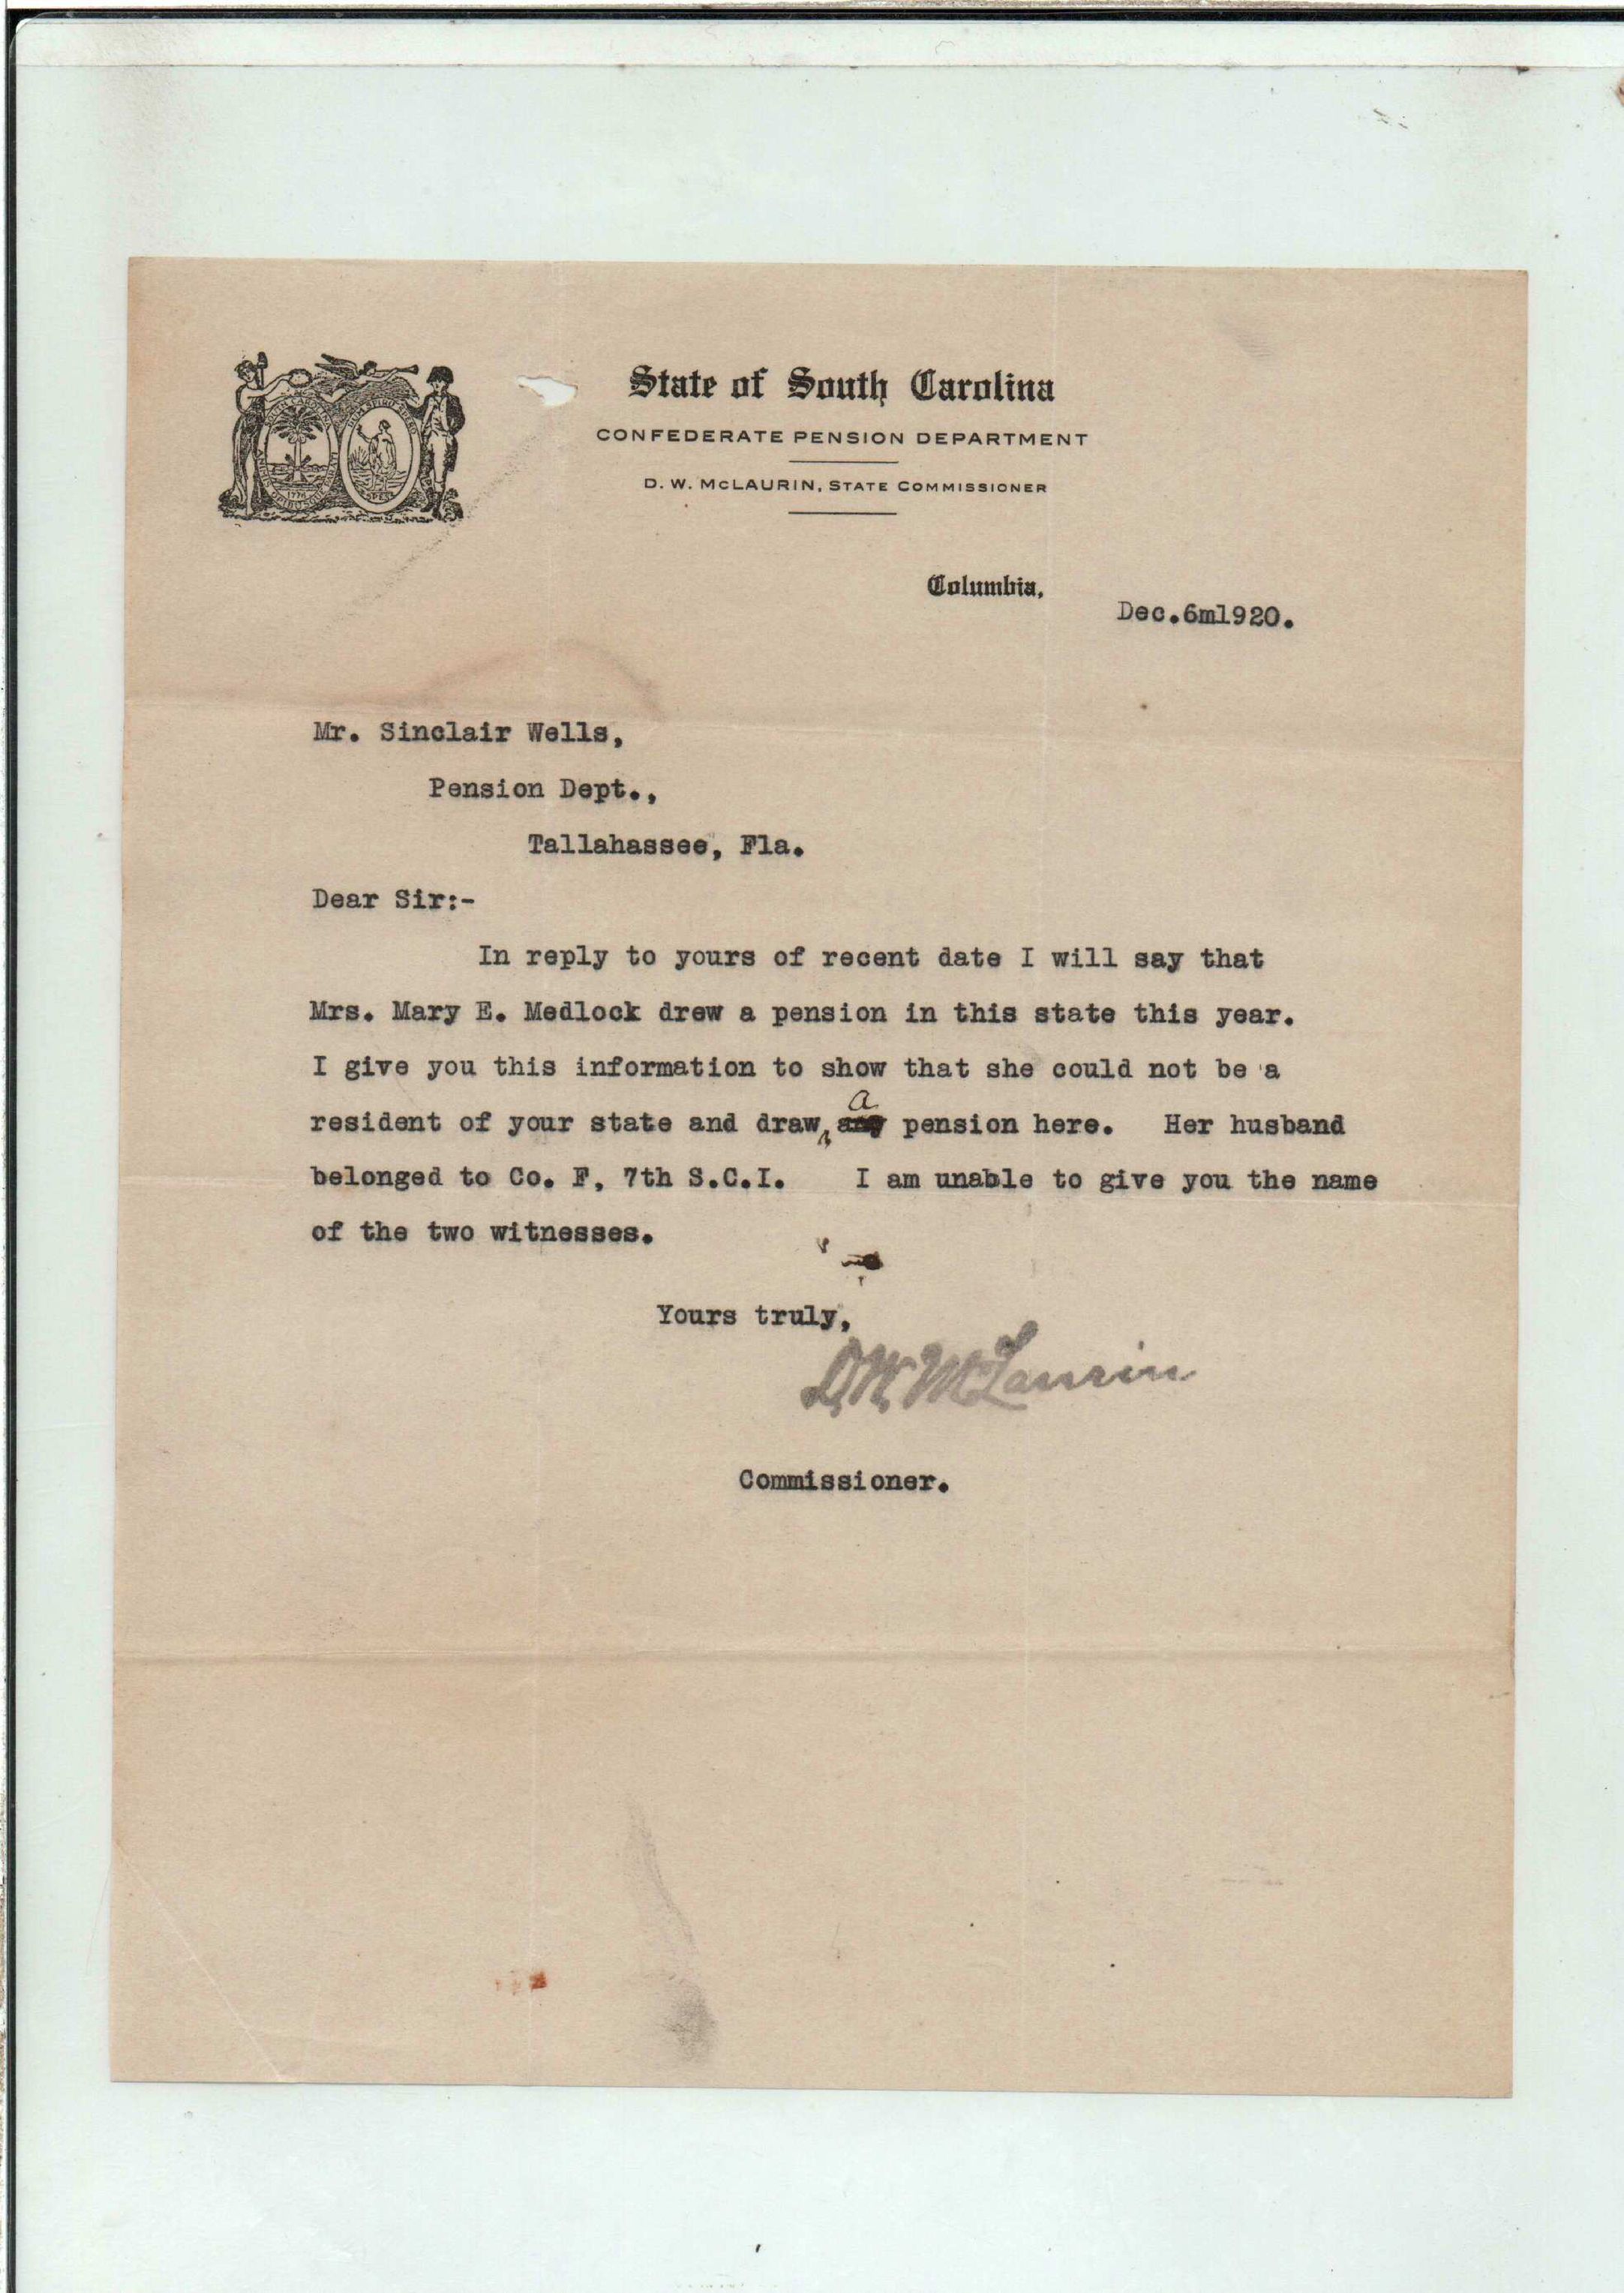 State of South Carolina
CONFEDERATE PENSION DEPARTMENT
D. W. McLAURIN, STATE COMMISSIONER
Columbia,
Dec.6m1920.
Mr. Sinclair Wells,
Pension Dept.,
Tallahassee, Fla.
Dear Sir:-
In reply to yours of recent date I will say that
Mrs. Mary E. Medlock drew a pension in this state this year.
I give you this information to show that she could not be a
a
resident of your state and draw any pension here. Her husband
belonged to Co. F, 7th S.C.I. I am unable to give you the name
of the two witnesses.
Yours truly,
D.W. McLaurin
Commissioner.